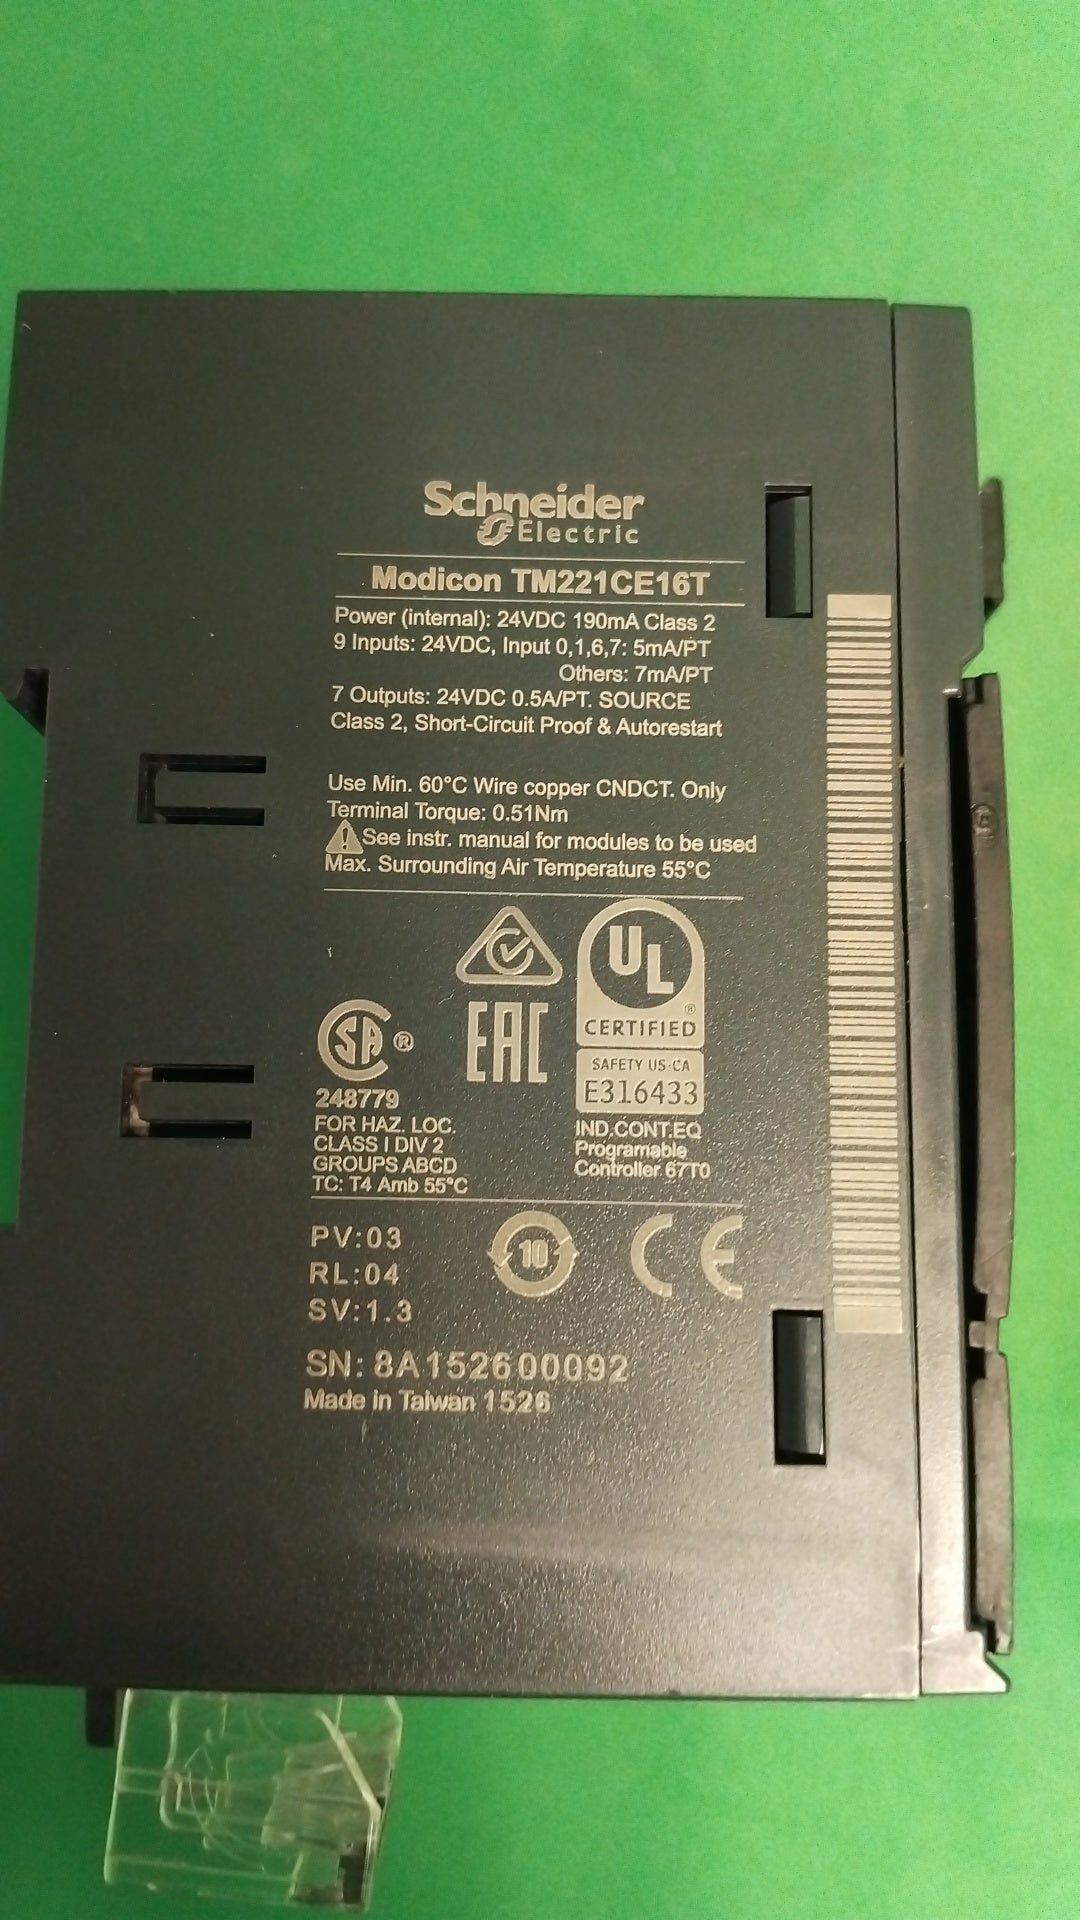 Schneider
Electric
Modicon TM221CE16T
Power (internal): 24VDC 190mA Class 2
9 Inputs: 24VDC, Input 0,1,6,7: 5mA/PT
Others: 7mA/PT
7 Outputs: 24VDC 0.5A/PT. SOURCE
Class 2, Short-Circuit Proof & Autorestart
Use Min. 60°C Wire copper CNDCT. Only
Terminal Torque: 0.51Nm
See instr. manual for modules to be used
Max. Surrounding Air Temperature 55°C
UL
®
CERTIFIED
SAFETY US·CA
E316433
IND.CONT.EQ
Programable
Controller 67T0
EAC
CSA ®
248779
FOR HAZ. LOC.
CLASS I DIV 2
GROUPS ABCD
TC: T4 Amb 55°C
PV:03
RL:04
SV:1.3
10
CE
SN: 8A152600092
Made in Taiwan 1526